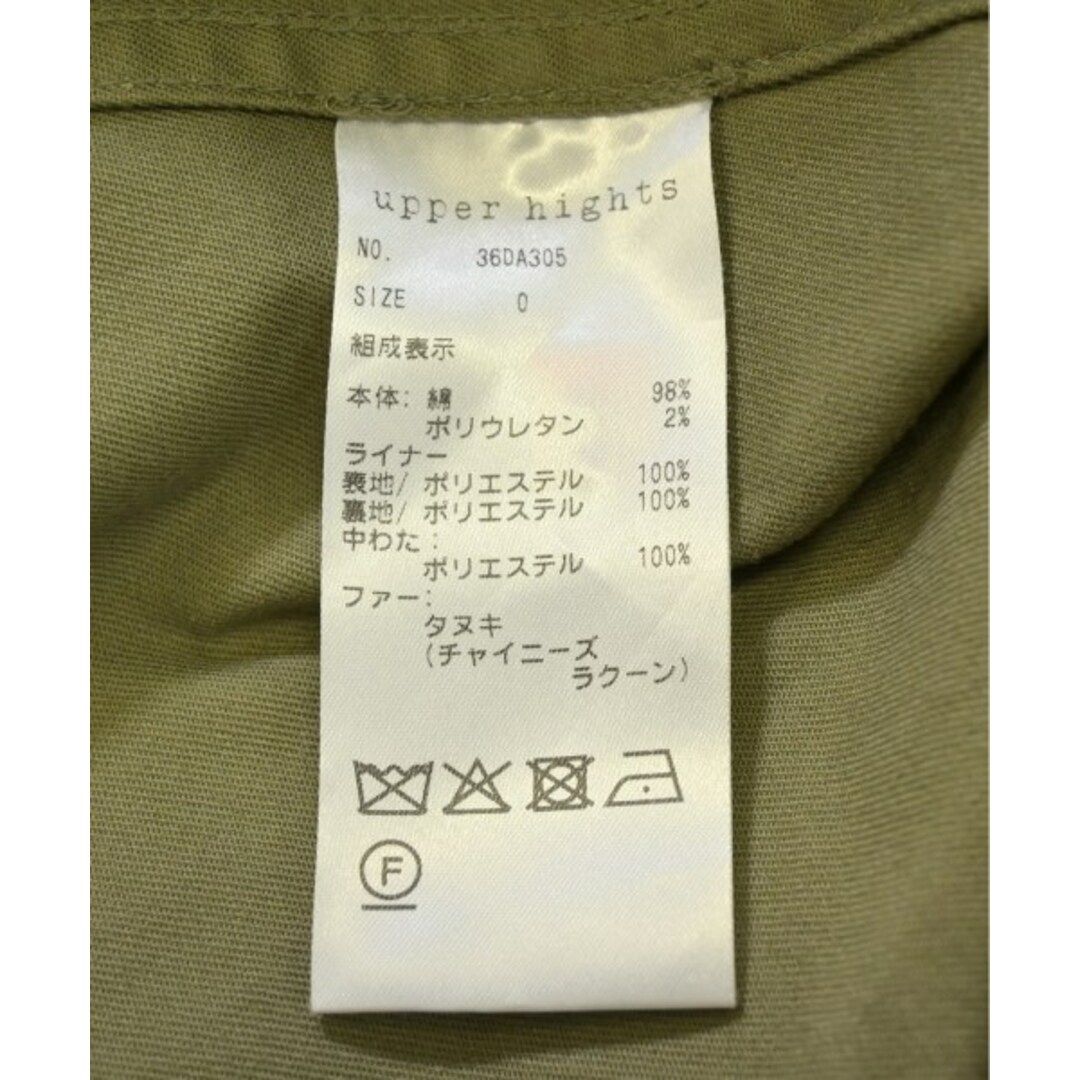 upper hights
NO. 36DA305
SIZE 0
組成表示
本体: 綿 98%
ポリウレタン 2%
ライナー
表地/ ポリエステル 100%
裏地/ ポリエステル 100%
中わた:
ポリエステル 100%
ファー:
タヌキ
(チャイニーズ
ラクーン)
F